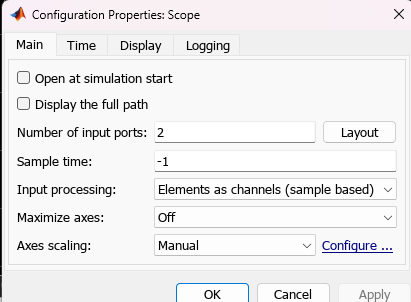 Configuration Properties: Scope
Main Time Display Logging
Open at simulation start
Display the full path
Number of input ports: 2 Layout
Sample time: -1
Input processing: Elements as channels (sample based)
Maximize axes: Off
Axes scaling: Manual Configure ...
OK Cancel Apply